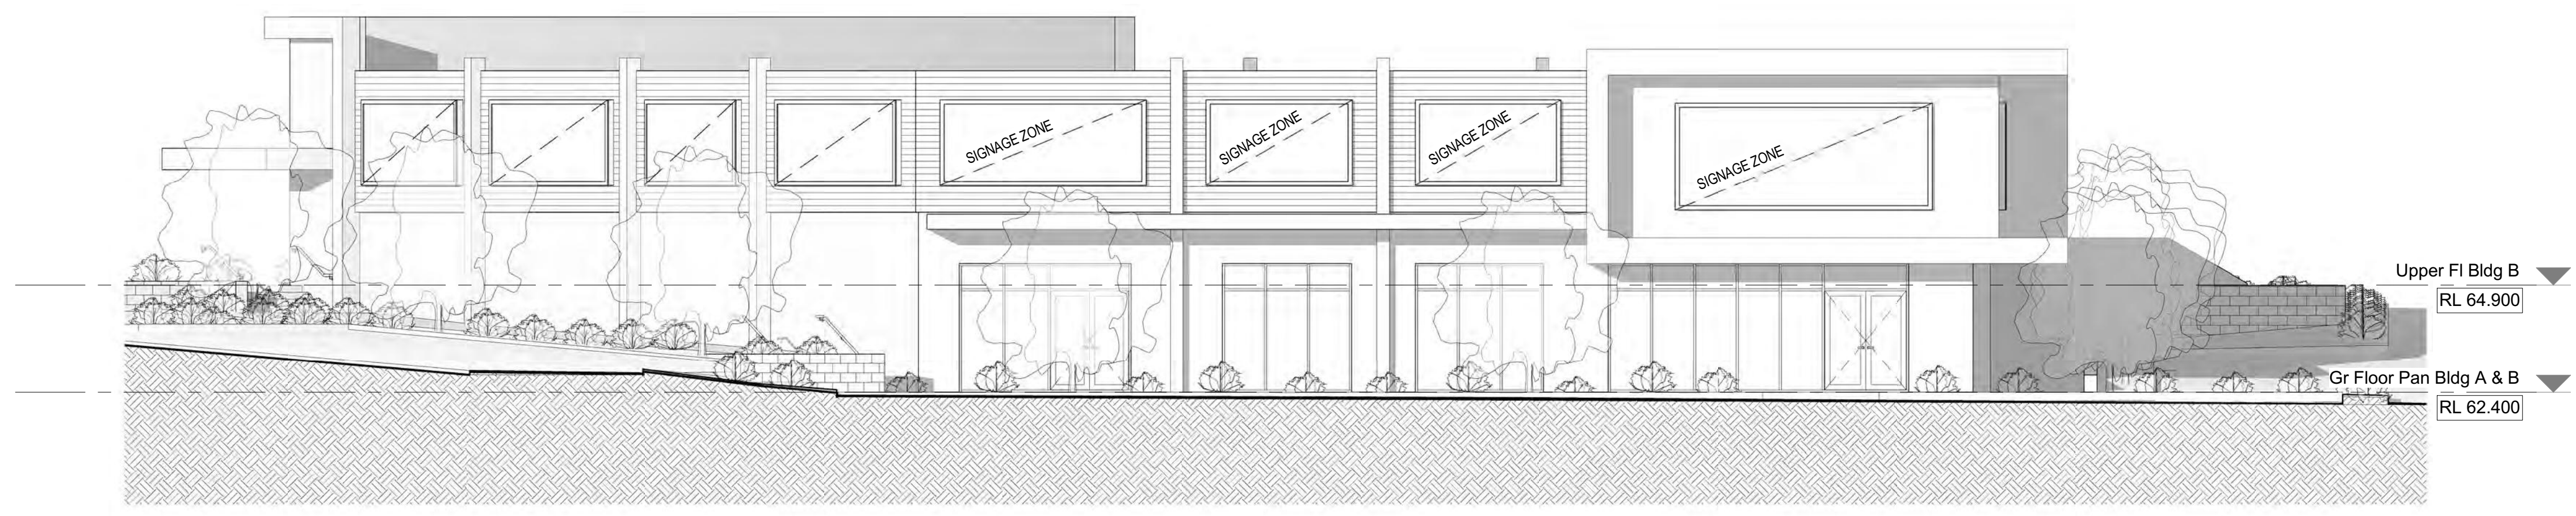 SIGNAGE ZONE
SIGNAGE ZONE
SIGNAGE ZONE
SIGNAGE ZONE
Upper Fl Bldg B
RL 64.900
Gr Floor Pan Bldg A & B
RL 62.400